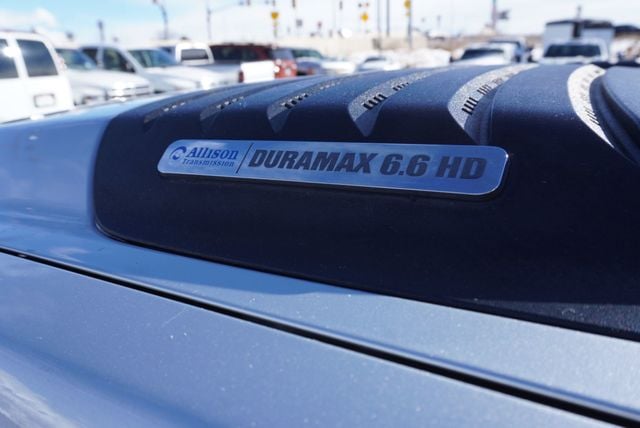 Allison DURAMAX 6.6 HD
Transmission